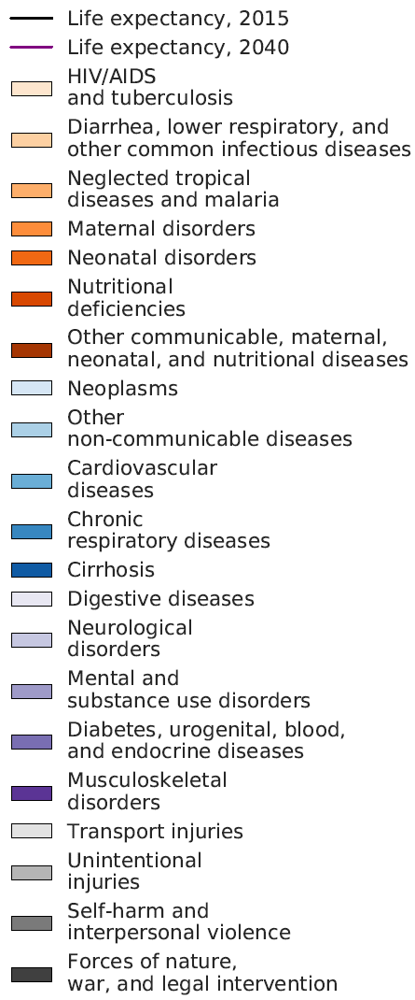 Life expectancy, 2015
Life expectancy, 2040
HIV/AIDS
and tuberculosis
Diarrhea, lower respiratory, and
other common infectious diseases
Neglected tropical
diseases and malaria
Maternal disorders
Neonatal disorders
Nutritional
deficiencies
Other communicable, maternal,
neonatal, and nutritional diseases
Neoplasms
Other
non-communicable diseases
Cardiovascular
diseases
Chronic
respiratory diseases
Cirrhosis
Digestive diseases
Neurological
disorders
Mental and
substance use disorders
Diabetes, urogenital, blood,
and endocrine diseases
Musculoskeletal
disorders
Transport injuries
Unintentional
injuries
Self-harm and
interpersonal violence
Forces of nature,
war, and legal intervention